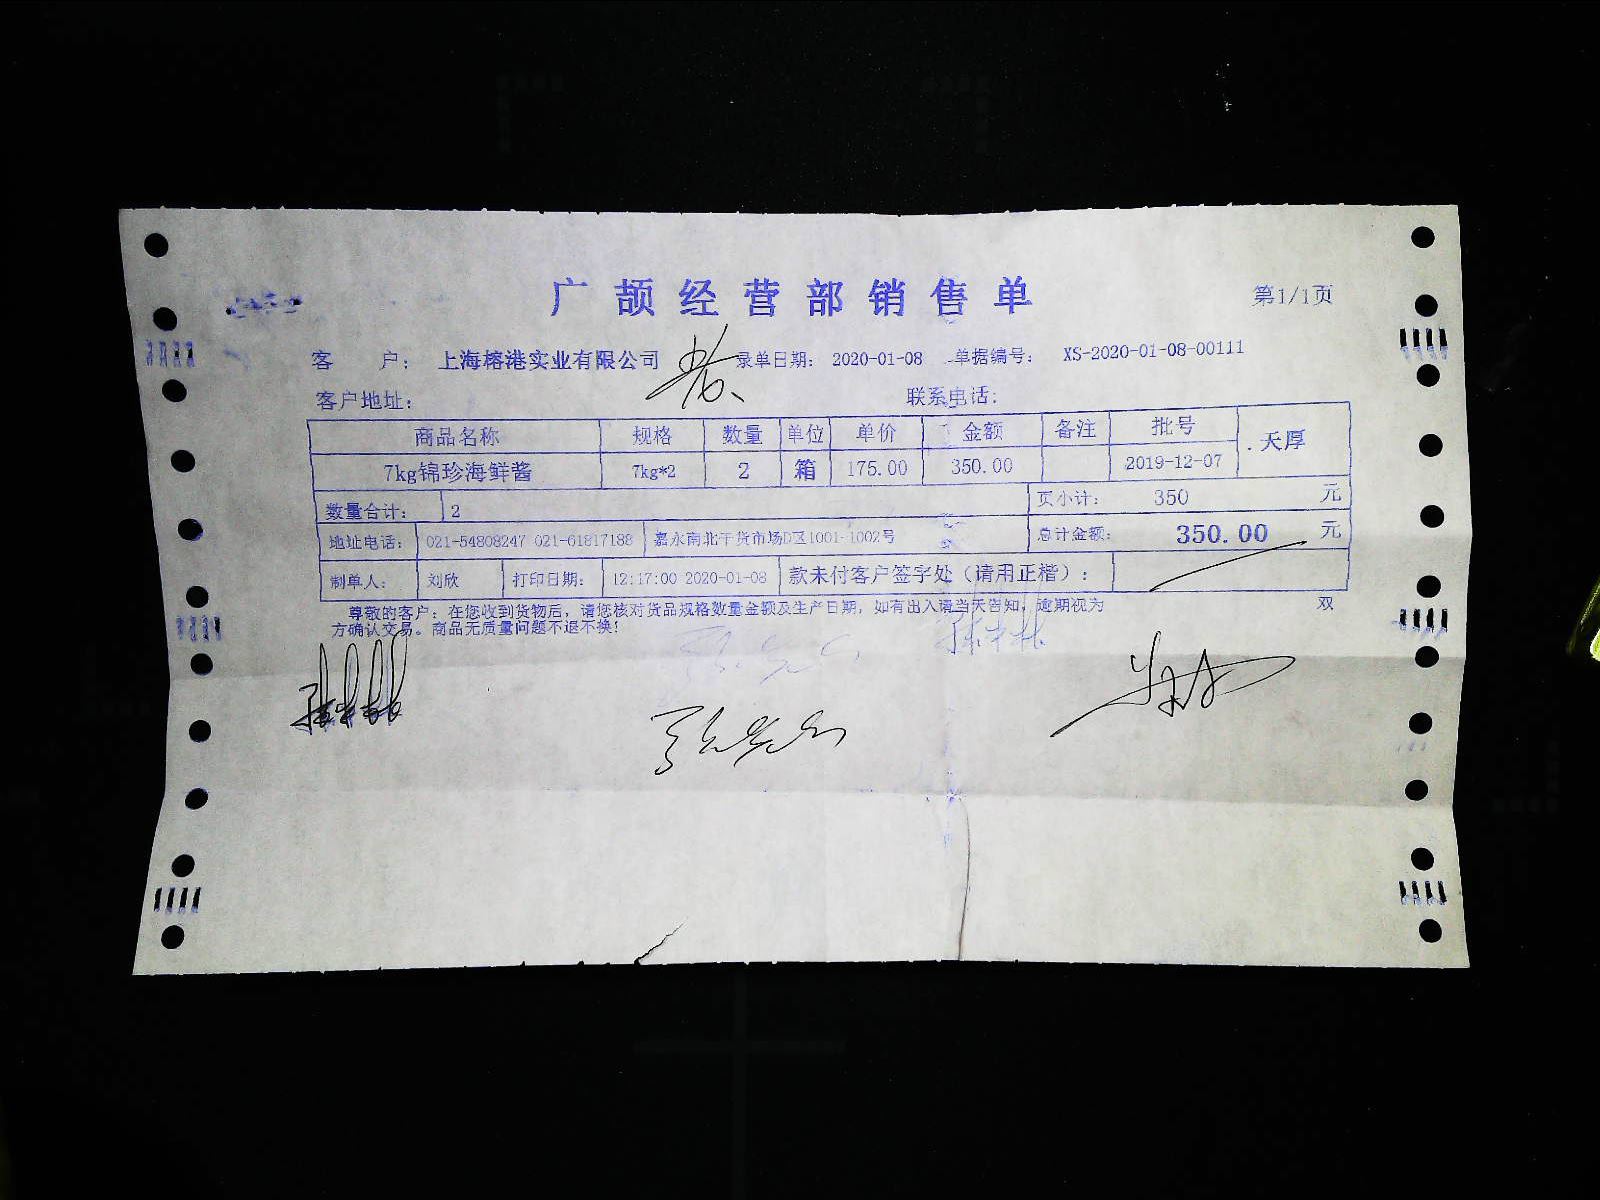 广颉经营部销售单
第1/1页
客 户: 上海榕港实业有限公司 录单日期: 2020-01-08 单据编号: XS-2020-01-08-00111
客户地址: 联系电话:
商品名称 规格 数量 单位 单价 金额 备注 批号 天厚
7kg锦珍海鲜酱 7kg*2 2 箱 175.00 350.00 2019-12-07
数量合计: 2 页小计: 350 元
地址电话: 021-54808247 021-61817188 嘉永南北干货市场D区1001-1002号 总计金额: 350.00 元
制单人: 刘欣 打印日期: 12:17:00 2020-01-08 款未付客户签字处(请用正楷):
尊敬的客户: 在您收到货物后, 请您核对货品规格数量金额及生产日期, 如有出入请当天告知, 逾期视为 双
方确认交易。商品无质量问题不退不换!